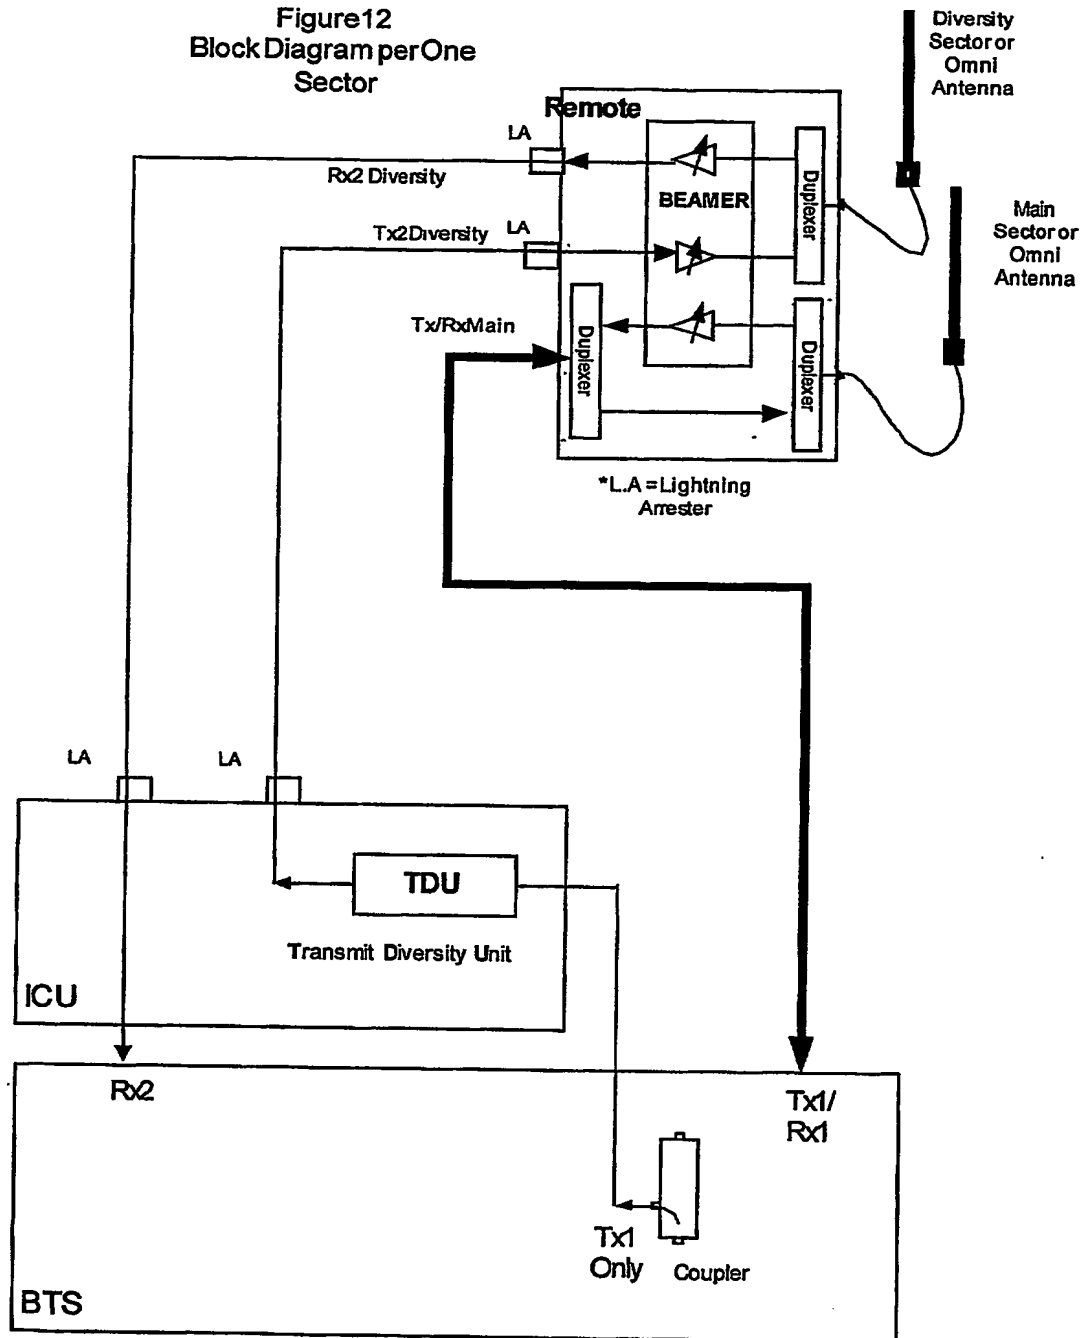 Figure12
Block Diagram per One
Sector
Diversity
Sector or
Omni
Antenna
Remote
LA
Rx2 Diversity
BEAMER
Duplexer
Main
Sector or
Omni
Antenna
Tx2Diversity
LA
Tx/RxMain
Duplexer
Duplexer
*L.A=Lightning
Arrester
LA
LA
TDU
Transmit Diversity Unit
ICU
Rx2
Tx1/
Rx1
Tx1
Only
Coupler
BTS